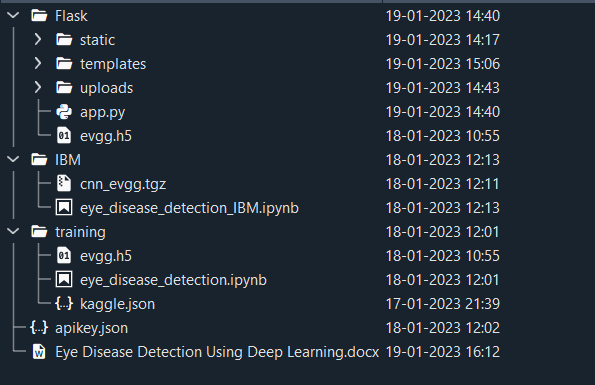 Flask 19-01-2023 14:40
static 19-01-2023 14:17
templates 19-01-2023 15:06
uploads 19-01-2023 14:43
app.py 19-01-2023 14:40
01 evgg.h5 18-01-2023 10:55
IBM 18-01-2023 12:13
cnn_evgg.tgz 18-01-2023 12:11
eye_disease_detection_IBM.ipynb 18-01-2023 12:13
training 18-01-2023 12:01
01 evgg.h5 18-01-2023 10:55
eye_disease_detection.ipynb 18-01-2023 12:01
{..} kaggle.json 17-01-2023 21:39
{..} apikey.json 18-01-2023 12:02
W Eye Disease Detection Using Deep Learning.docx 19-01-2023 16:12